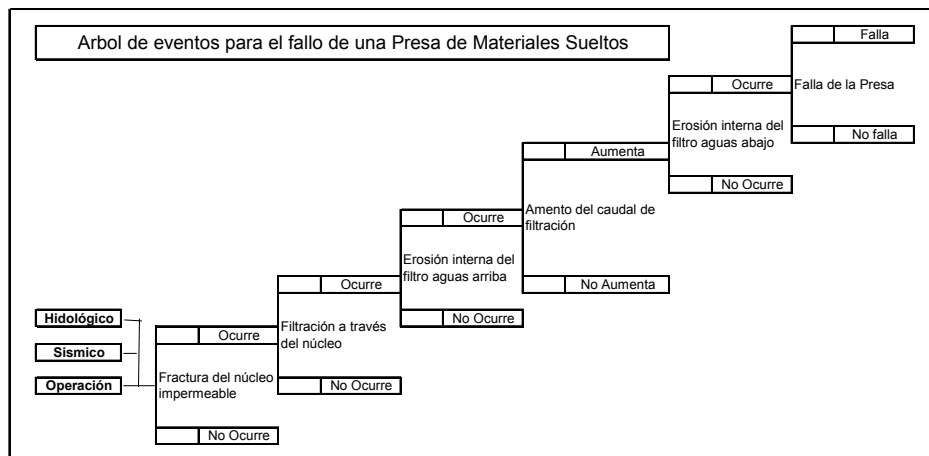 Arbol de eventos para el fallo de una Presa de Materiales Sueltos
Falla
Ocurre
Falla de la Presa
Erosión interna del
filtro aguas abajo
No falla
Aumenta
No Ocurre
Amento del caudal de
filtración
Ocurre
Erosión interna del
filtro aguas arriba
No Aumenta
Ocurre
Filtración a través
del núcleo
No Ocurre
Hidológico
Sismico
Operación
Ocurre
Fractura del núcleo
impermeable
No Ocurre
No Ocurre